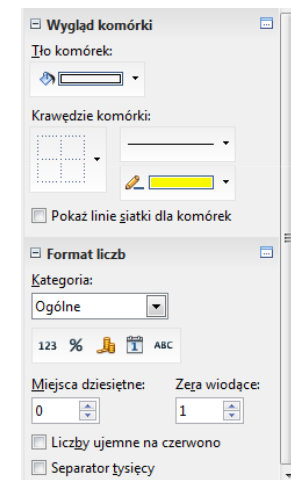 Wygląd komórki
Tło komórek:
Krawędzie komórki:
Pokaż linie siatki dla komórek
Format liczb
Kategoria:
Ogólne
123 % 1 ABC
Miejsca dziesiętne: Zera wiodące:
0 1
Liczby ujemne na czerwono
Separator tysięcy